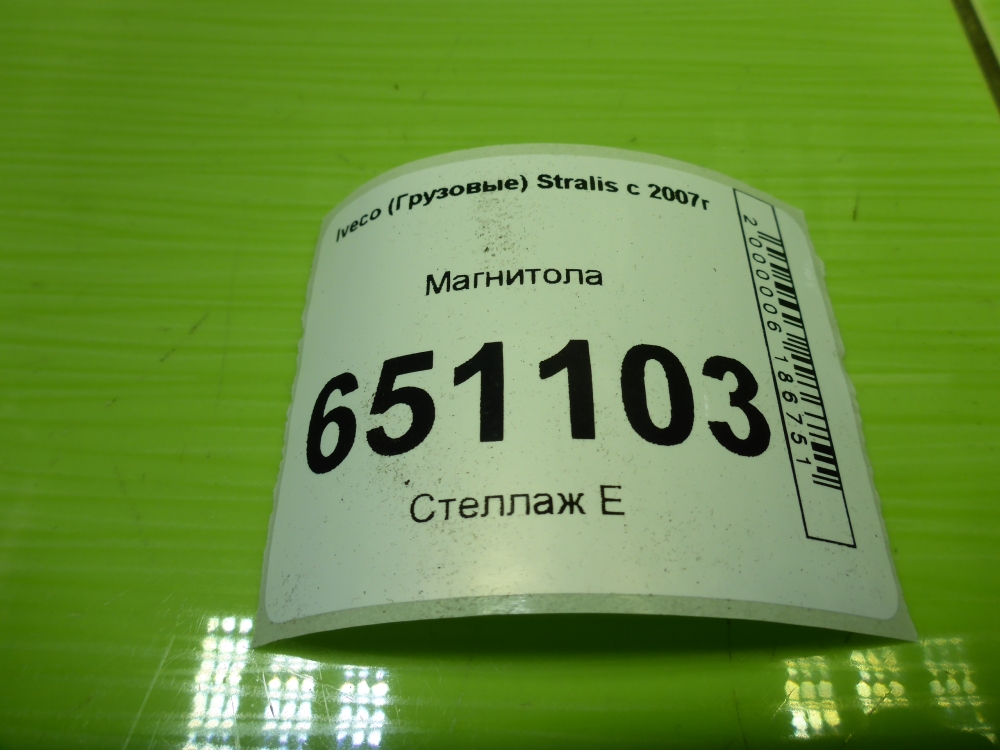 Iveco (Грузовые) Stralis с 2007г
Магнитола
651103
Стеллаж Е
2000006186751